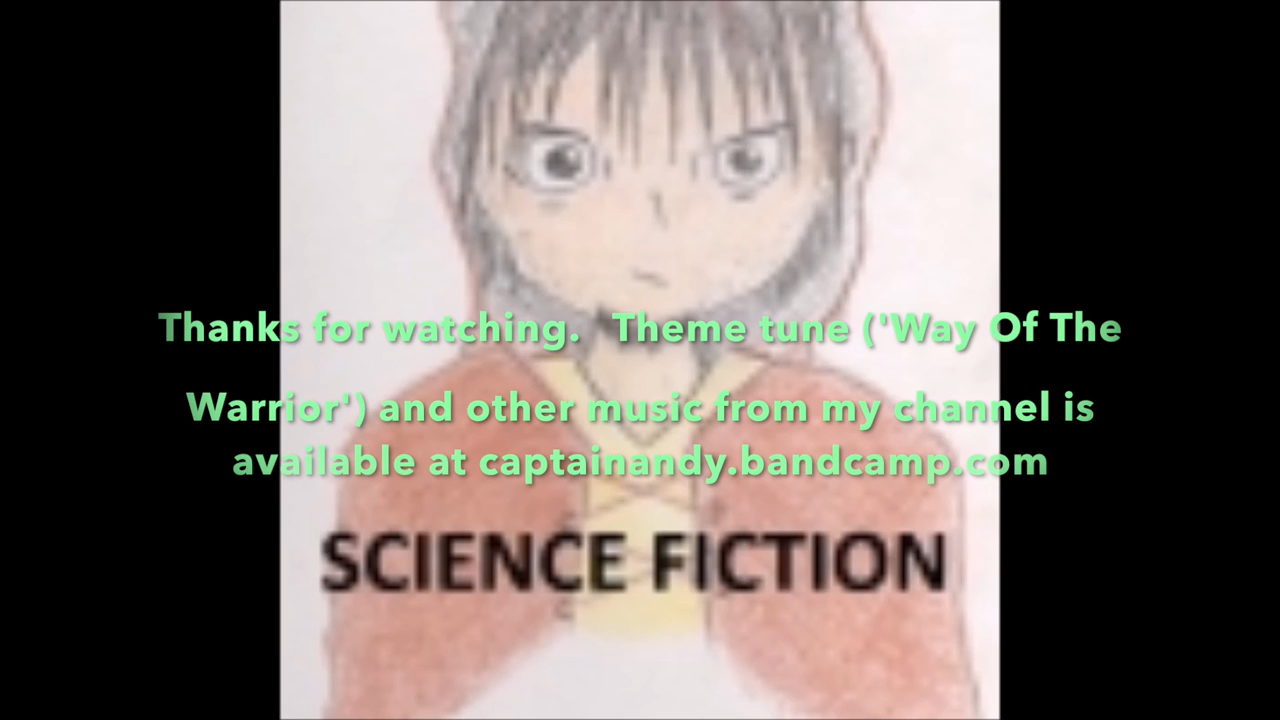 Thanks for watching.   Theme tune ('Way Of The
Warrior') and other music from my channel is
available at captainandy.bandcamp.com
SCIENCE FICTION